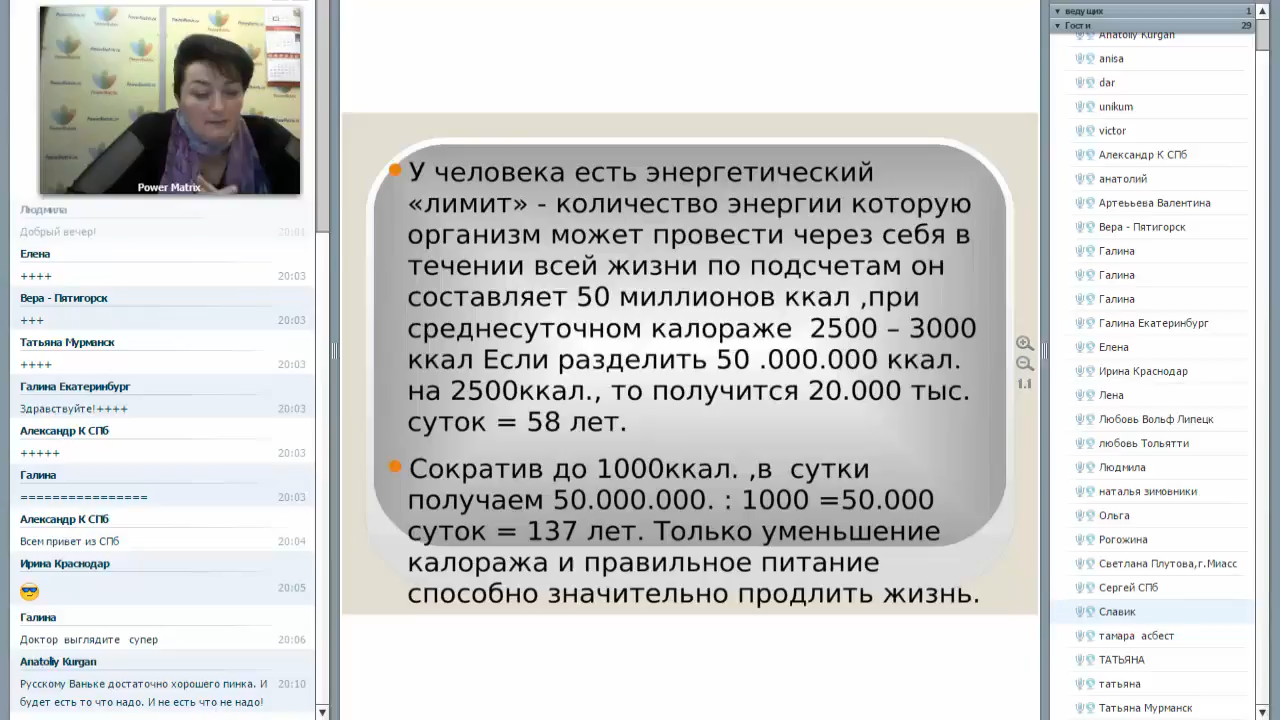 Power Matrix
Людмила
Добрый вечер!
20:01
Елена
++++
20:03
Вера - Пятигорск
+++
20:03
Татьяна Мурманск
++++
20:03
Галина Екатеринбург
Здравствуйте!++++
20:03
Александр К СПб
+++++
20:03
Галина
================
20:03
Александр К СПб
Всем привет из СПб
20:04
Ирина Краснодар
20:05
Галина
Доктор выглядите супер
20:06
Anatoliy Kurgan
Русскому Ваньке достаточно хорошего пинка. И
20:10
будет есть то что надо. И не есть что не надо!
У человека есть энергетический
«лимит» - количество энергии которую
организм может провести через себя в
течении всей жизни по подсчетам он
составляет 50 миллионов ккал ,при
среднесуточном калораже 2500 – 3000
ккал Если разделить 50 .000.000 ккал.
на 2500ккал., то получится 20.000 тыс.
суток = 58 лет.
Сократив до 1000ккал. ,в сутки
получаем 50.000.000. : 1000 =50.000
суток = 137 лет. Только уменьшение
калоража и правильное питание
способно значительно продлить жизнь.
1.1
ведущих 1
Гости 29
Anatoliy Kurgan
anisa
dar
unikum
victor
Александр К СПб
анатолий
Артеьева Валентина
Вера - Пятигорск
Галина
Галина
Галина
Галина Екатеринбург
Елена
Ирина Краснодар
Лена
Любовь Вольф Липецк
любовь Тольятти
Людмила
наталья зимовники
Ольга
Рогожина
Светлана Плутова,г.Миасс
Сергей СПб
Славик
тамара асбест
ТАТЬЯНА
татьяна
Татьяна Мурманск